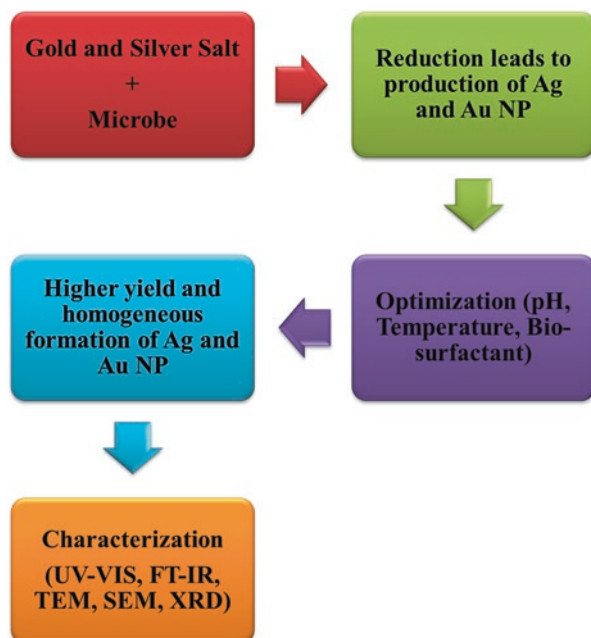 Gold and Silver Salt
+
Microbe
Reduction leads to
production of Ag
and Au NP
Optimization (pH,
Temperature, Bio-
surfactant)
Higher yield and
homogeneous
formation of Ag and
Au NP
Characterization
(UV-VIS, FT-IR,
TEM, SEM, XRD)